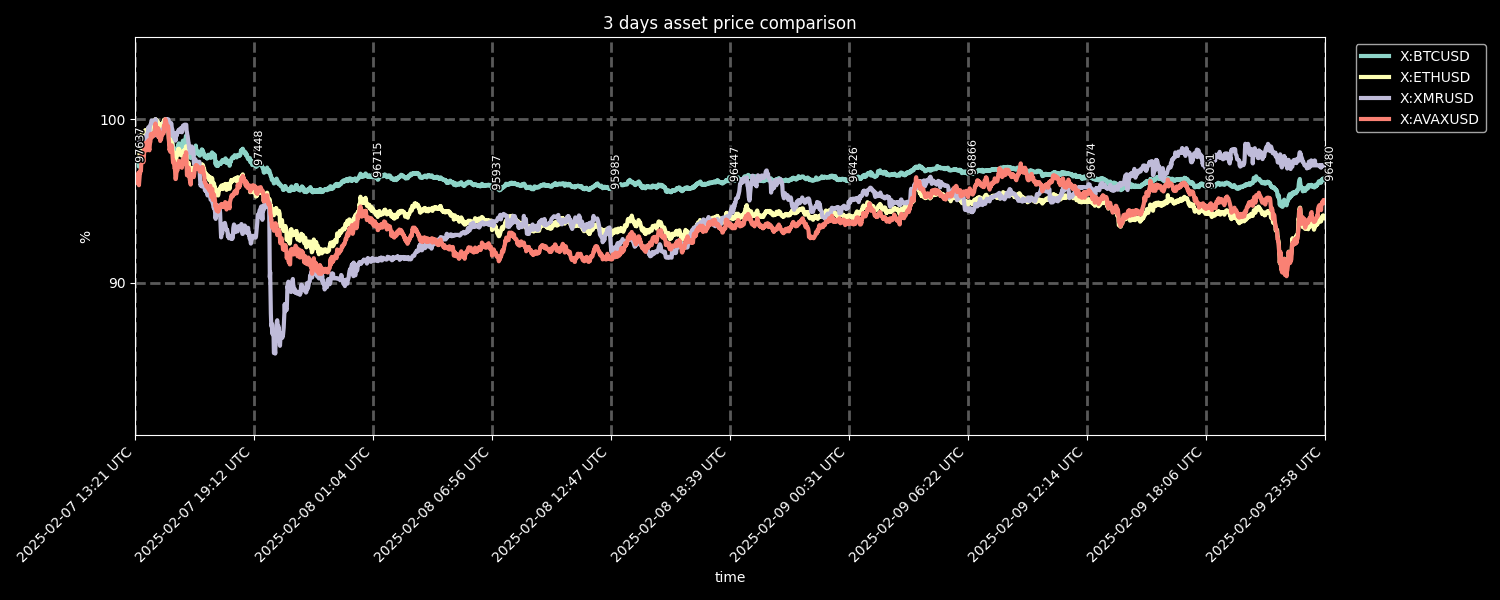 3 days asset price comparison
X:BTCUSD
X:ETHUSD
X:XMRUSD
X:AVAXUSD
100
90
%
97637
97448
96715
95937
95985
96447
96426
96866
96674
96051
96480
2025-02-07 13:21 UTC
2025-02-07 19:12 UTC
2025-02-08 01:04 UTC
2025-02-08 06:56 UTC
2025-02-08 12:47 UTC
2025-02-08 18:39 UTC
2025-02-09 00:31 UTC
2025-02-09 06:22 UTC
2025-02-09 12:14 UTC
2025-02-09 18:06 UTC
2025-02-09 23:58 UTC
time